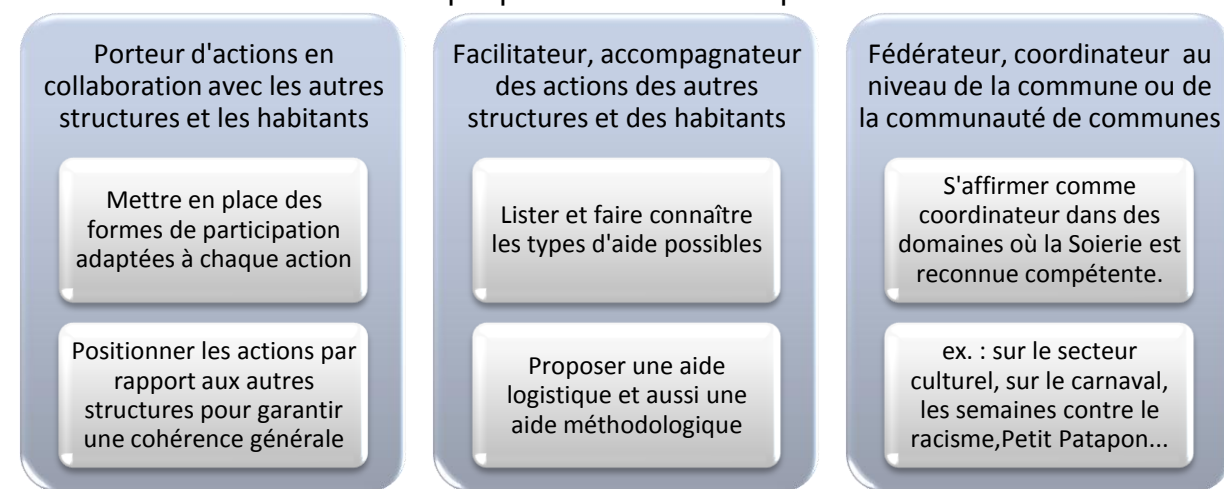 Porteur d'actions en
collaboration avec les autres
structures et les habitants
Mettre en place des
formes de participation
adaptées à chaque action
Positionner les actions par
rapport aux autres
structures pour garantir
une cohérence générale
Facilitateur, accompagnateur
des actions des autres
structures et des habitants
Lister et faire connaître
les types d'aide possibles
Proposer une aide
logistique et aussi une
aide méthodologique
Fédérateur, coordinateur au
niveau de la commune ou de
la communauté de communes
S'affirmer comme
coordinateur dans des
domaines où la Soierie est
reconnue compétente.
ex. : sur le secteur
culturel, sur le carnaval,
les semaines contre le
racisme,Petit Patapon...